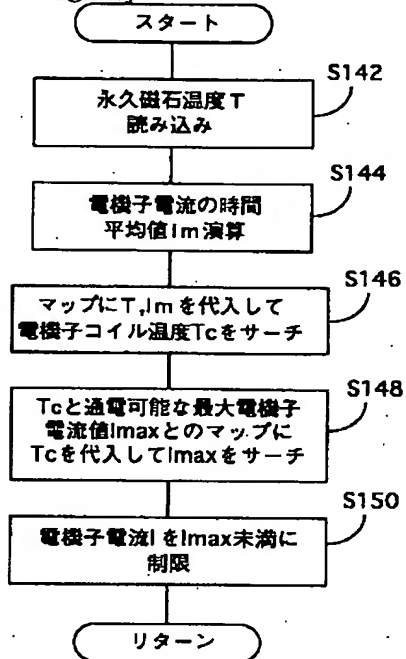 スタート
S142
永久磁石温度T
読み込み
S144
電機子電流の時間
平均値Im演算
S146
マップにT,Imを代入して
電機子コイル温度Tcをサーチ
S148
Tcと通電可能な最大電機子
電流値Imaxとのマップに
Tcを代入してImaxをサーチ
S150
電機子電流IをImax未満に
制限
リターン